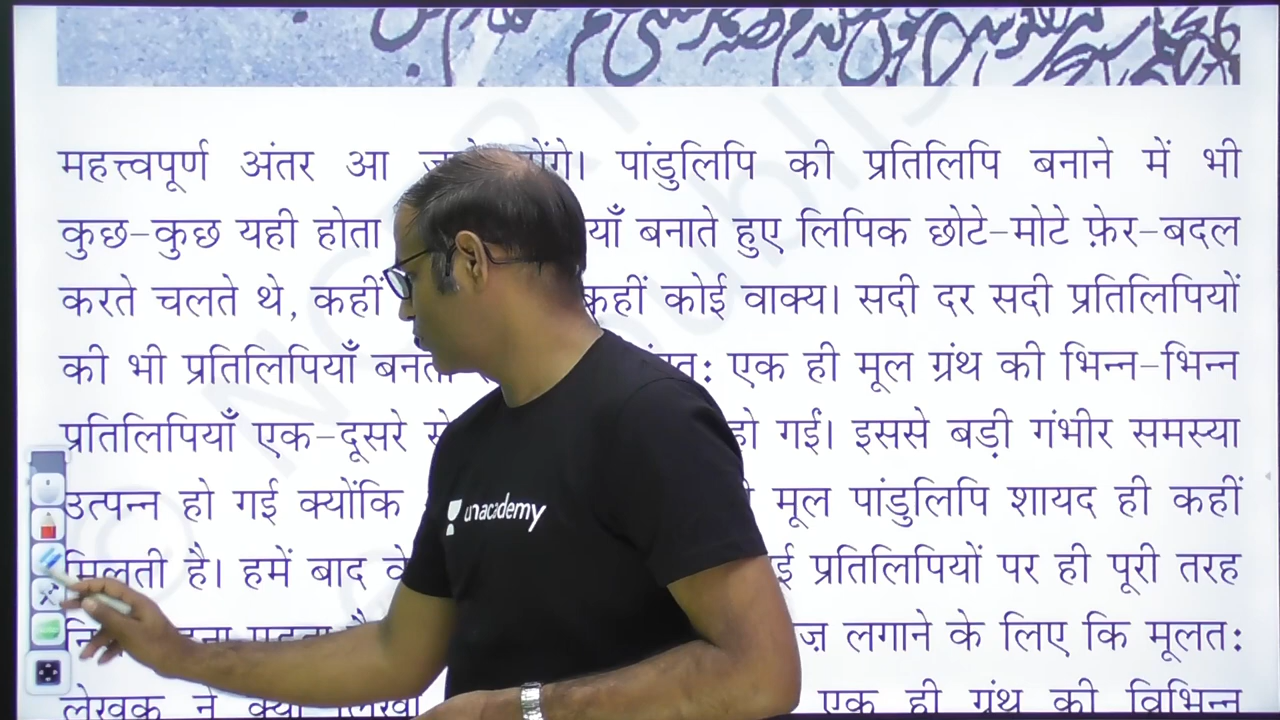 महत्त्वपूर्ण अंतर आ पांडुलिपि की प्रतिलिपि बनाने में भी
कुछ-कुछ यही होता बनाते हुए लिपिक छोटे-मोटे फ़ेर-बदल
करते चलते थे, कहीं कहीं कोई वाक्य। सदी दर सदी प्रतिलिपियों
की भी प्रतिलिपियाँ एक ही मूल ग्रंथ की भिन्न-भिन्न
प्रतिलिपियाँ एक-दूसरे हो गईं। इससे बड़ी गंभीर समस्या
उत्पन्न हो गई क्योंकि मूल पांडुलिपि शायद ही कहीं
मिलती है। हमें बाद प्रतिलिपियों पर ही पूरी तरह
लगाने के लिए कि मूलत:
लेखक ने क्या लिखा एक ही ग्रंथ की विभिन्न
unacademy